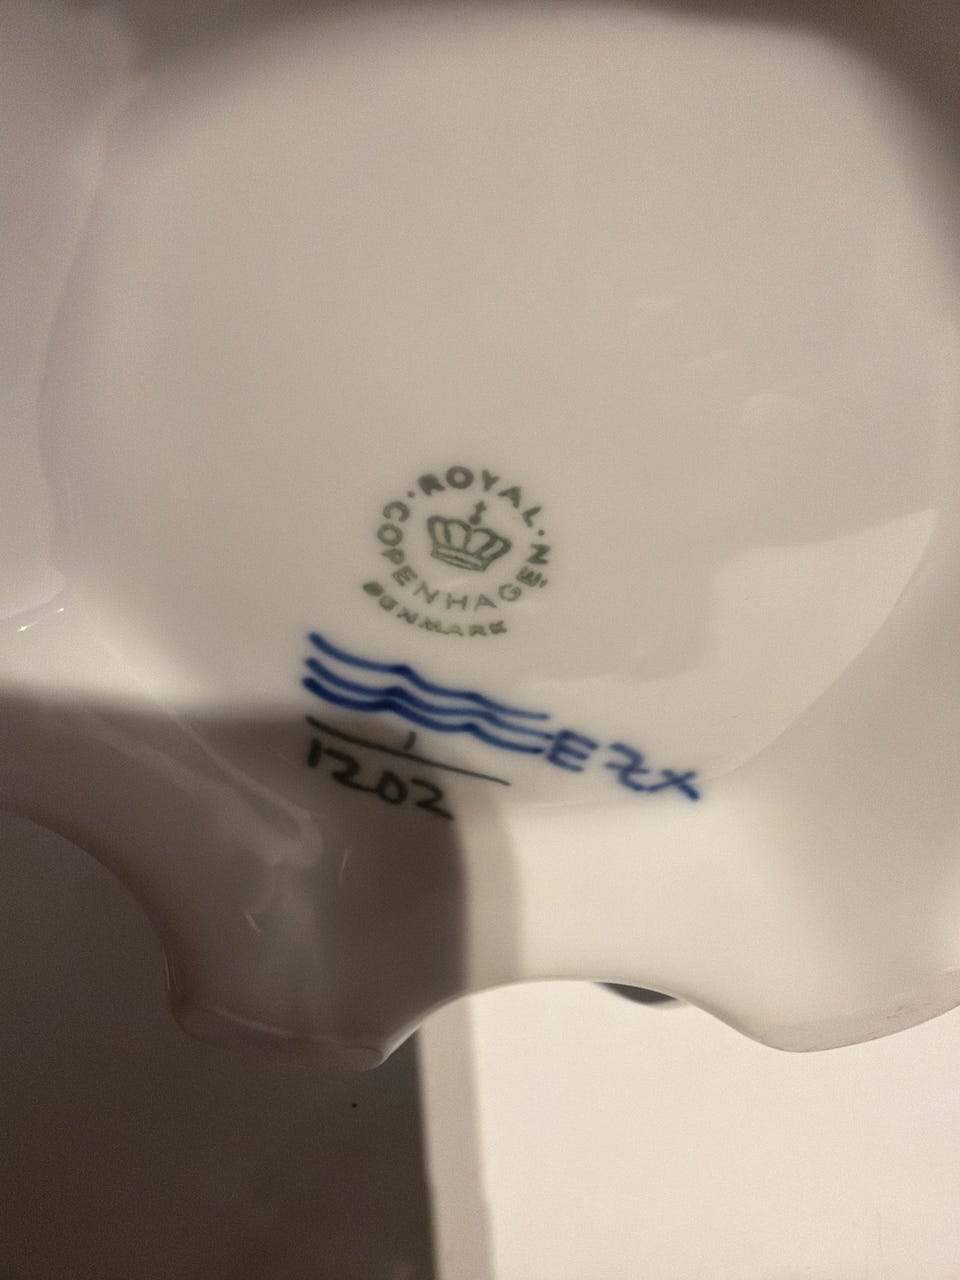 ROYAL
COPENHAGEN
DENMARK
1
1202